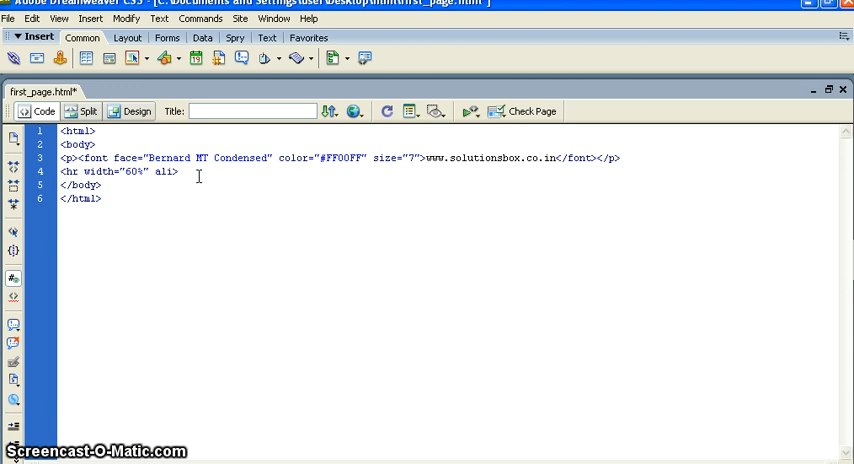 Adobe Dreamweaver CS3 - [C:\Documents and Settings\user\Desktop\html\first_page.html*]
File Edit View Insert Modify Text Commands Site Window Help
▼ Insert Common Layout Forms Data Spry Text Favorites
first_page.html*
Code Split Design Title: Check Page
1 <html>
2 <body>
3 <p><font face="Bernard MT Condensed" color="#FF00FF" size="7">www.solutionsbox.co.in</font></p>
4 <hr width="60%" ali>
5 </body>
6 </html>
Screencast-O-Matic.com